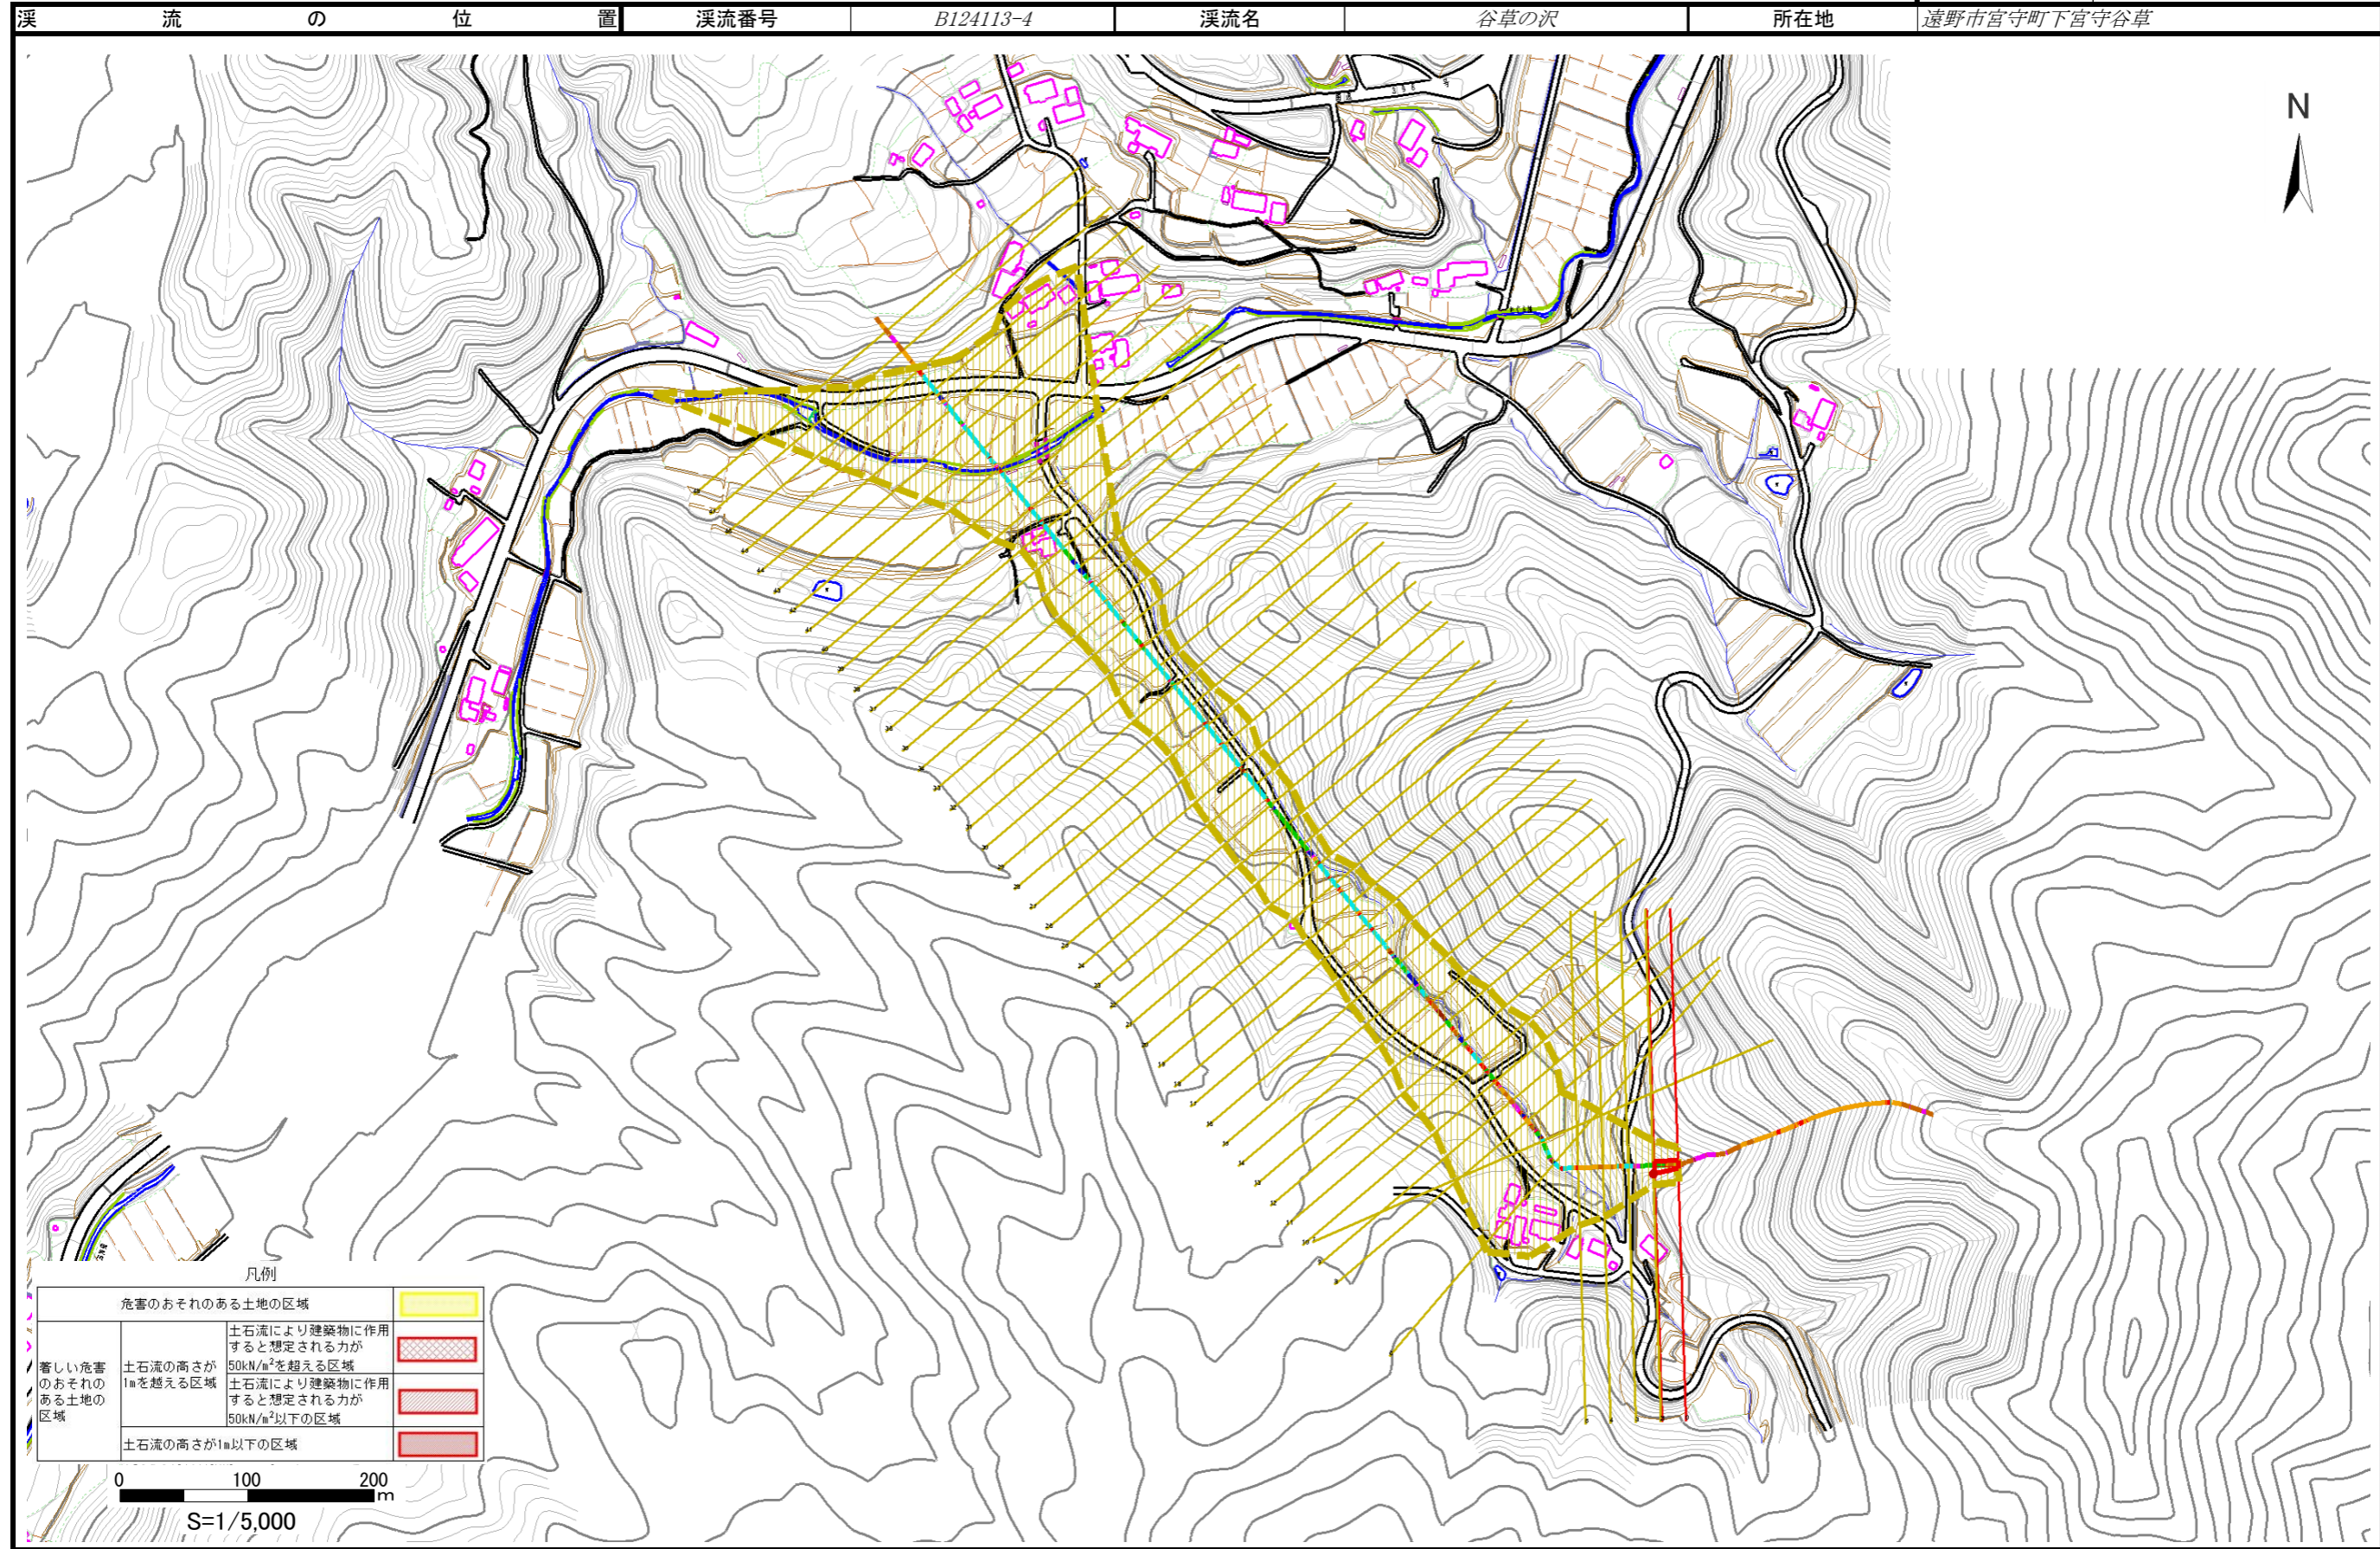 渓流の位置 渓流番号 B124113-4 渓流名 谷草の沢 所在地 遠野市宮守町下宮守谷草
N
凡例
危害のおそれのある土地の区域
著しい危害
のおそれの
ある土地の
区域
土石流の高さが
1mを越える区域
土石流により建築物に作用
すると想定される力が
50kN/m²を超える区域
土石流により建築物に作用
すると想定される力が
50kN/m²以下の区域
土石流の高さが1m以下の区域
0 100 200
m
S=1/5,000